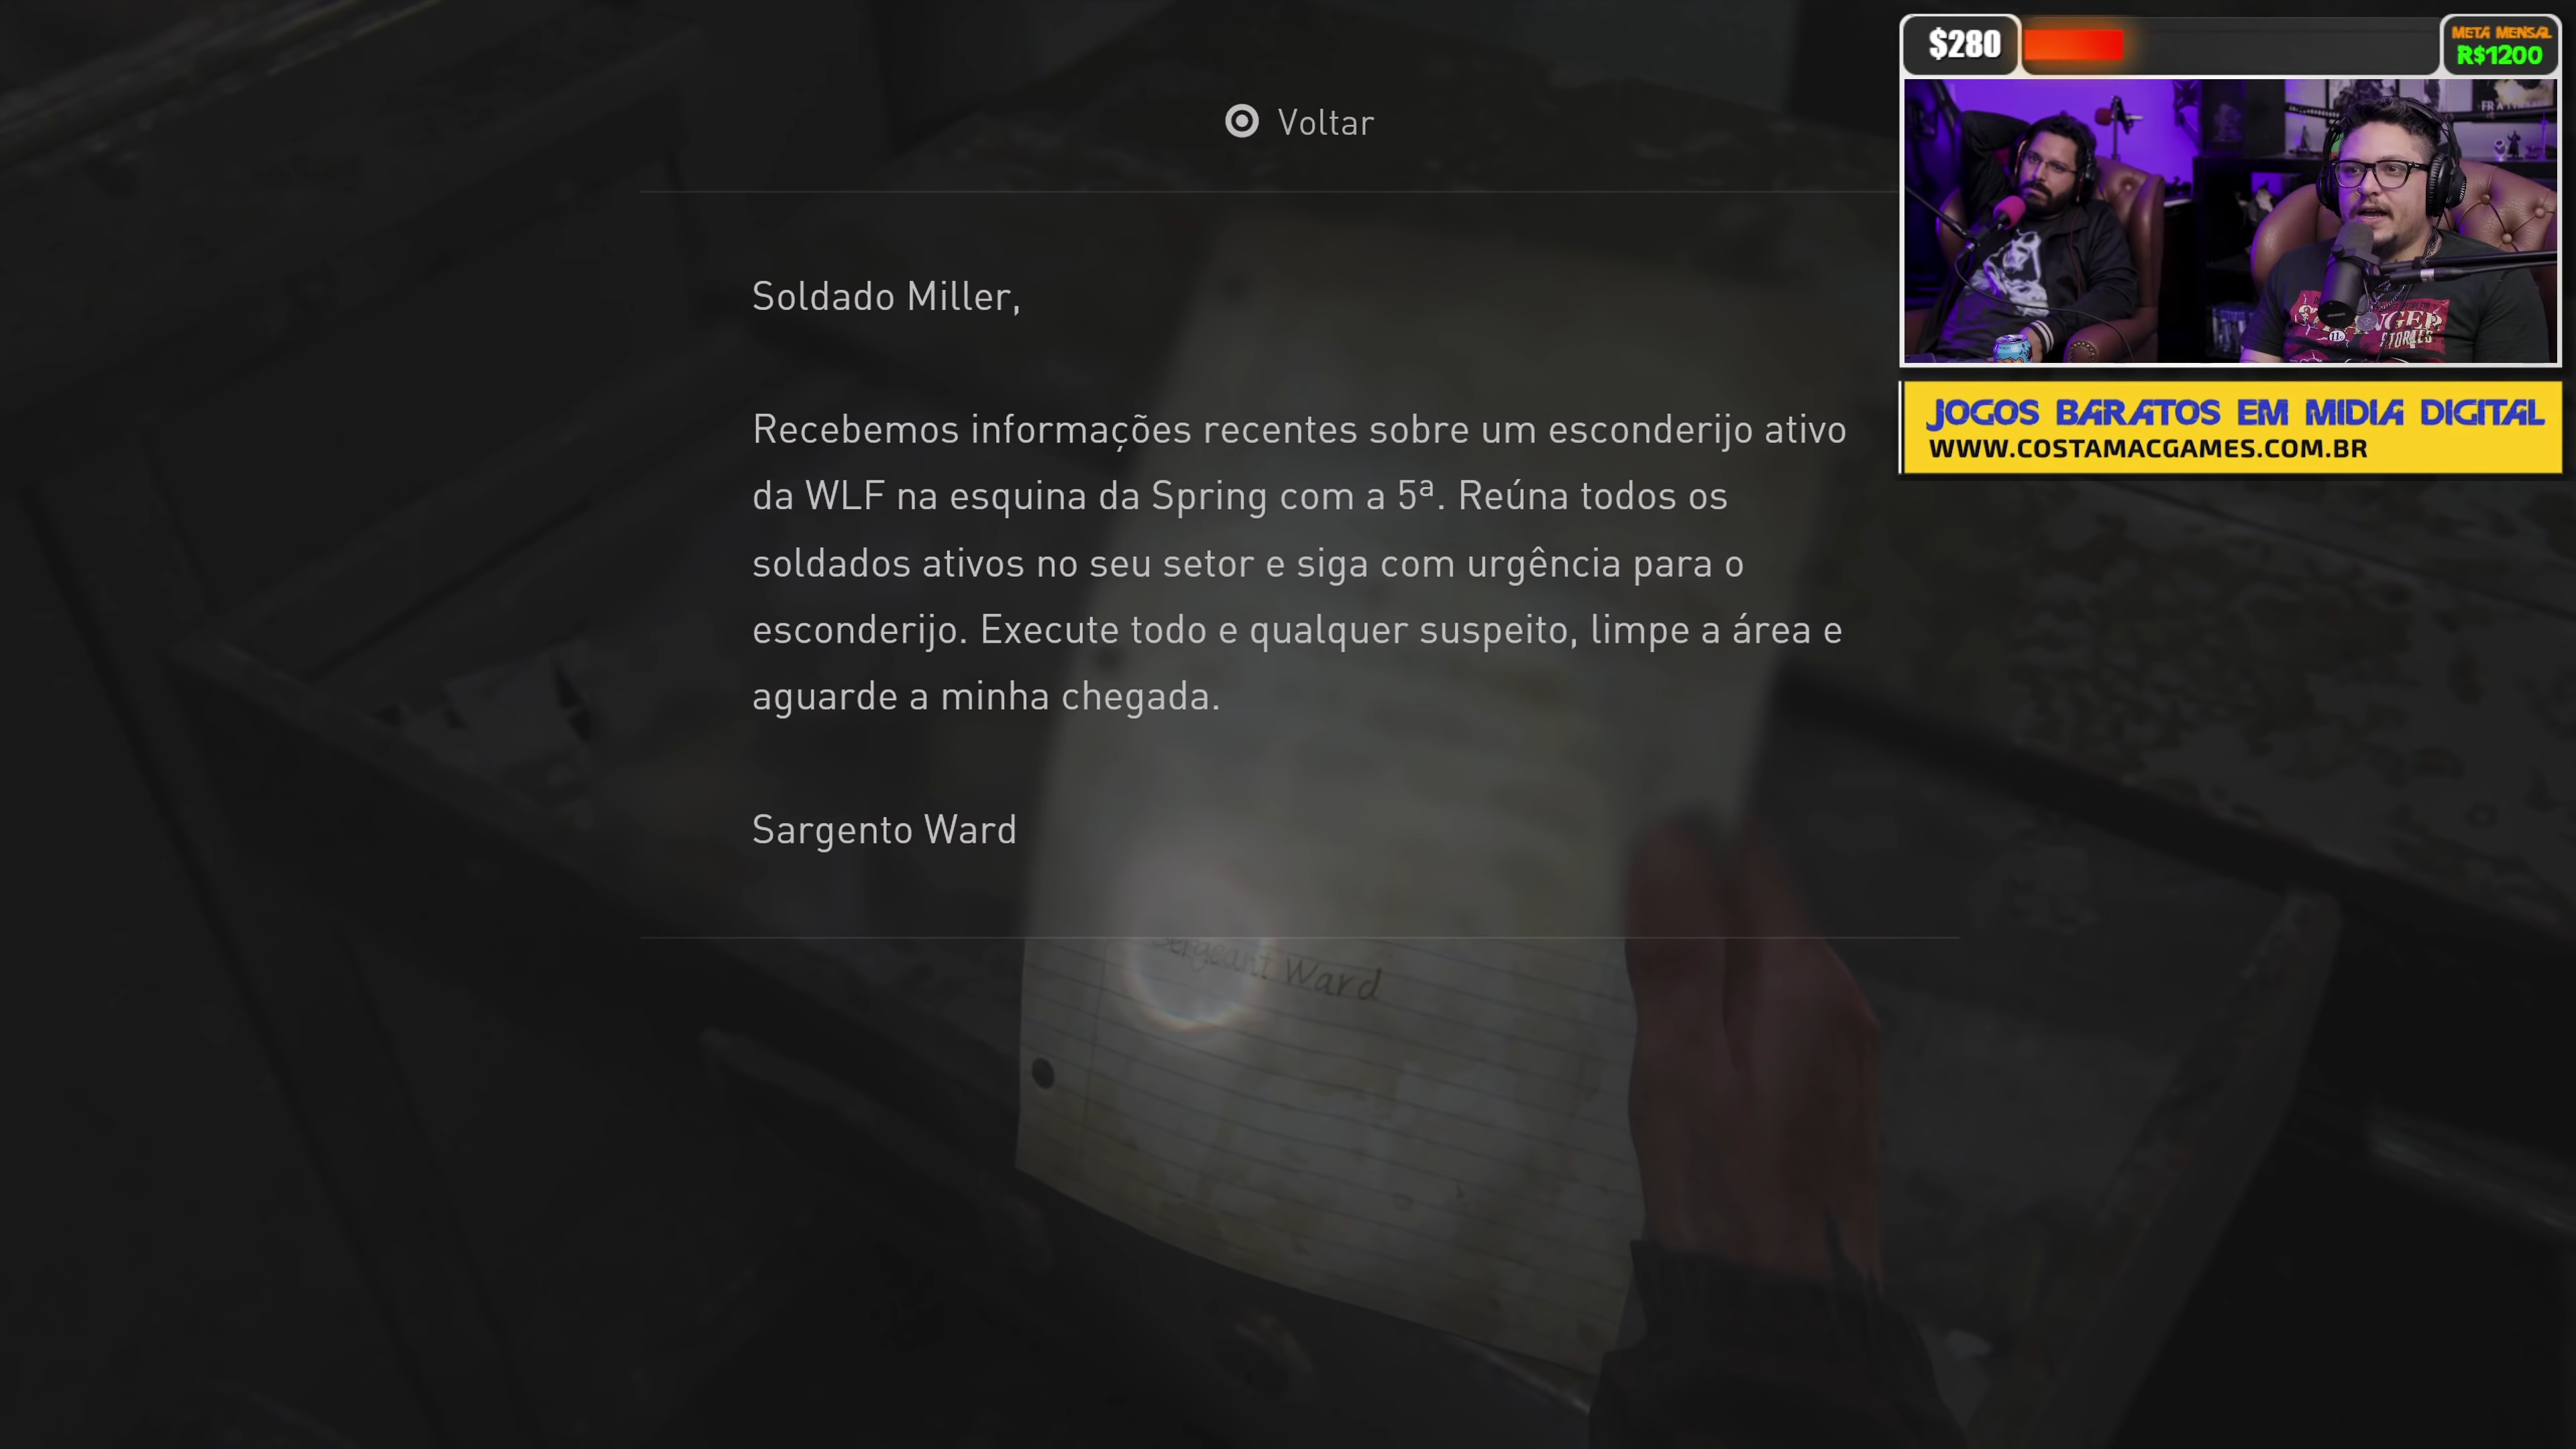 $280
META MENSAL
R$1200
Voltar
Soldado Miller,
Recebemos informações recentes sobre um esconderijo ativo
da WLF na esquina da Spring com a 5ª. Reúna todos os
soldados ativos no seu setor e siga com urgência para o
esconderijo. Execute todo e qualquer suspeito, limpe a área e
aguarde a minha chegada.
Sargento Ward
Sergeant Ward
JOGOS BARATOS EM MIDIA DIGITAL
WWW.COSTAMACGAMES.COM.BR